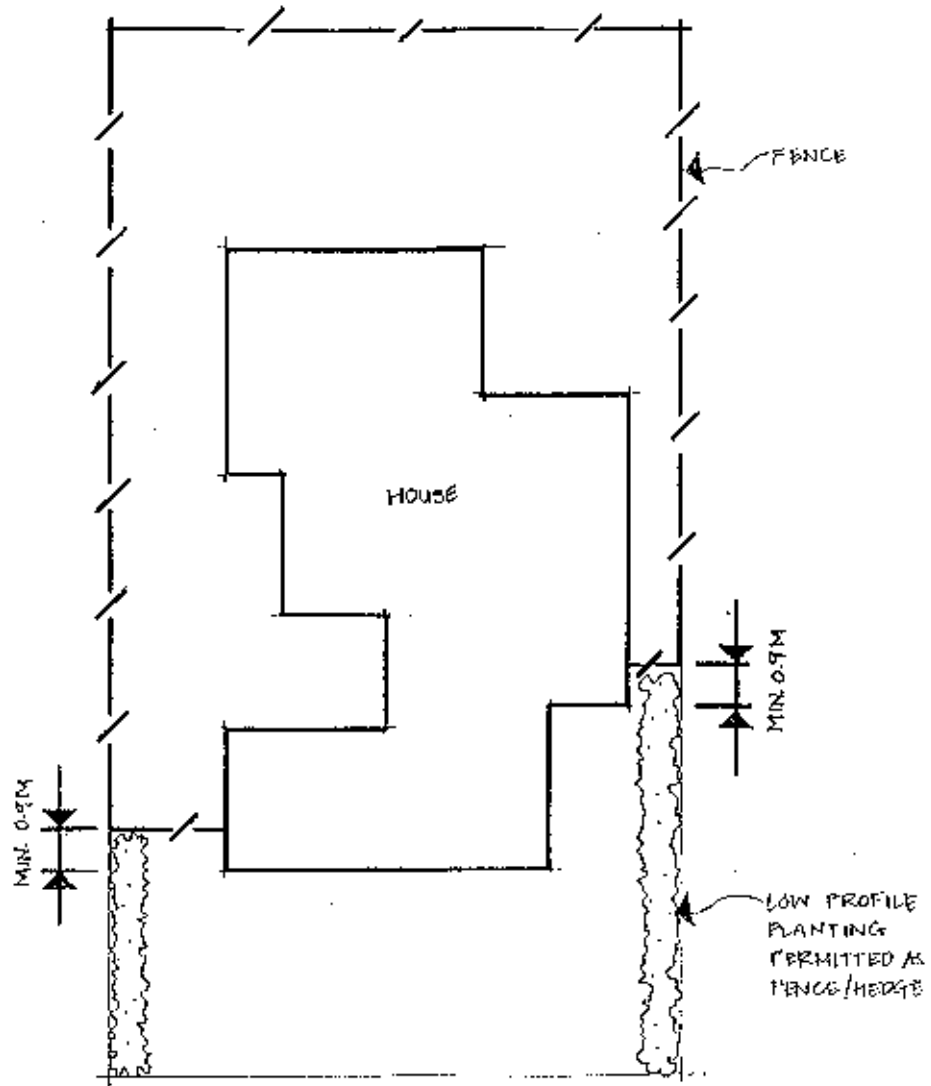 FENCE
HOUSE
MIN. 0.9M
MIN. 0.9M
LOW PROFILE
PLANTING
PERMITTED AS
FENCE/HEDGE